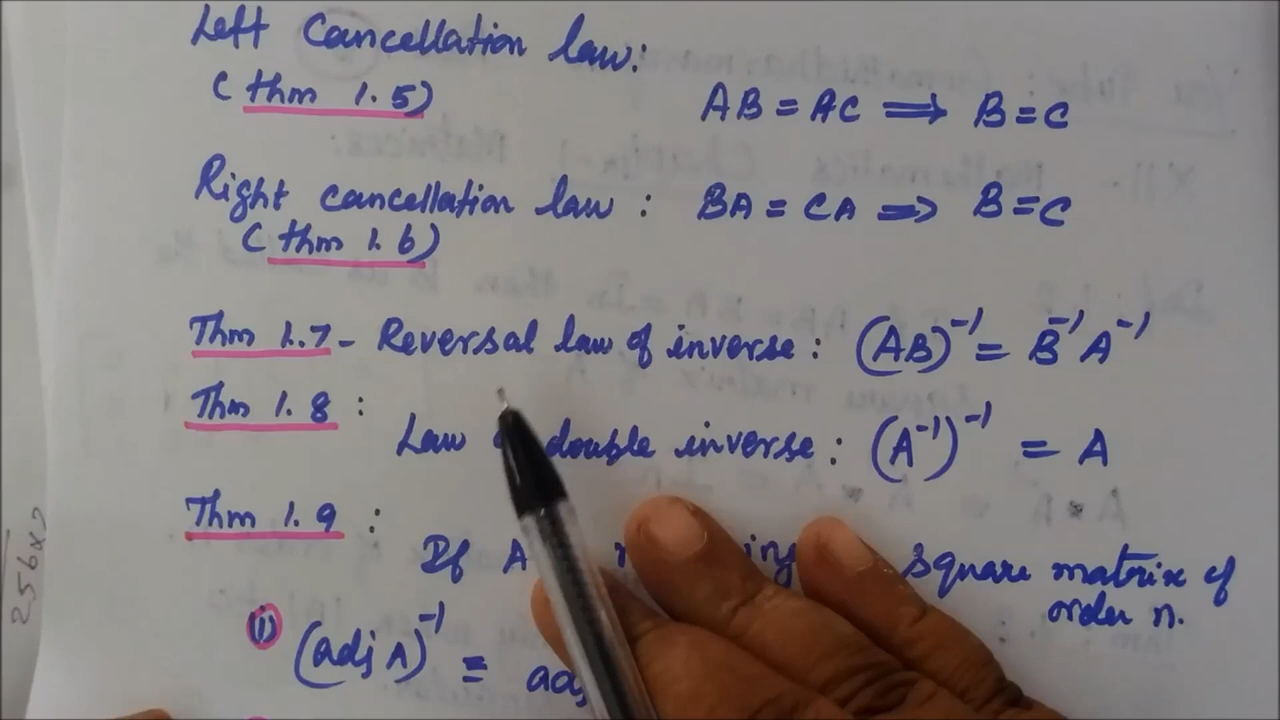 Left Cancellation law:
(thm 1.5) AB = AC ⟹ B = C
Right cancellation law : BA = CA ⟹ B = C
(thm 1.6)
Thm 1.7 - Reversal law of inverse : (AB)⁻¹ = B⁻¹A⁻¹
Thm 1.8 :
Law double inverse : (A⁻¹)⁻¹ = A
Thm 1.9 :
If A square matrix of
order n.
(i) (adj A)⁻¹ =
256x2